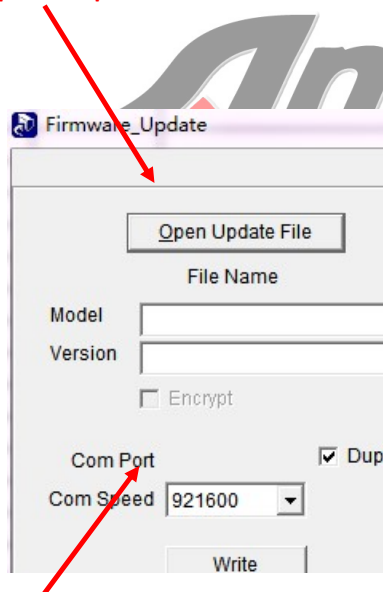 Firmware_Update
Open Update File
File Name
Model
Version
Encrypt
Com Port
Dup
Com Speed 921600
Write